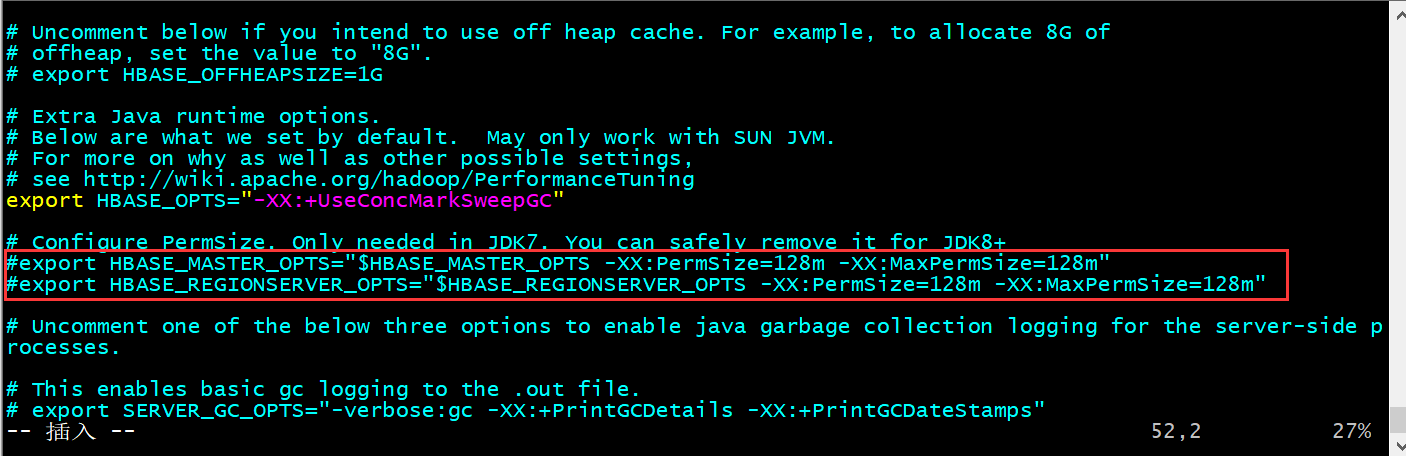 # Uncomment below if you intend to use off heap cache. For example, to allocate 8G of
# offheap, set the value to "8G".
# export HBASE_OFFHEAPSIZE=1G
# Extra Java runtime options.
# Below are what we set by default.  May only work with SUN JVM.
# For more on why as well as other possible settings,
# see http://wiki.apache.org/hadoop/PerformanceTuning
export HBASE_OPTS="-XX:+UseConcMarkSweepGC"
# Configure PermSize. Only needed in JDK7. You can safely remove it for JDK8+
#export HBASE_MASTER_OPTS="$HBASE_MASTER_OPTS -XX:PermSize=128m -XX:MaxPermSize=128m"
#export HBASE_REGIONSERVER_OPTS="$HBASE_REGIONSERVER_OPTS -XX:PermSize=128m -XX:MaxPermSize=128m"
# Uncomment one of the below three options to enable java garbage collection logging for the server-side p
rocesses.
# This enables basic gc logging to the .out file.
# export SERVER_GC_OPTS="-verbose:gc -XX:+PrintGCDetails -XX:+PrintGCDateStamps"
-- 插入 -- 52,2 27%